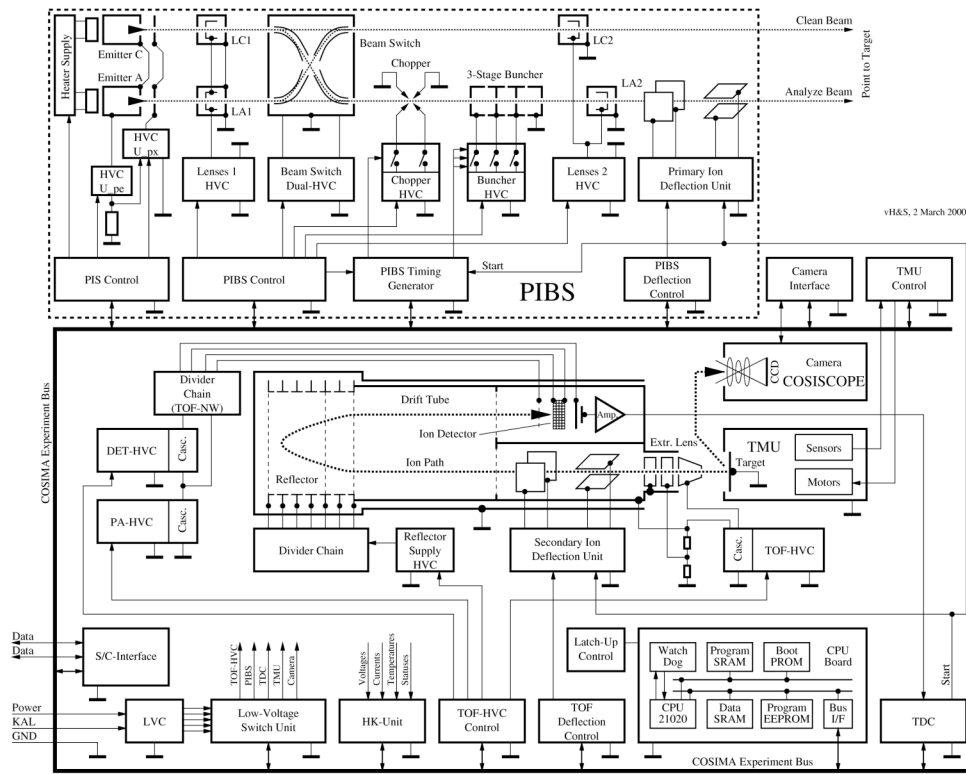 Heater Supply
Emitter C
Emitter A
LC1
LA1
Beam Switch
Chopper
3-Stage Buncher
LC2
LA2
Clean Beam
Analyze Beam
Point to Target
HVC
U_px
HVC
U_pe
Lenses 1
HVC
Beam Switch
Dual-HVC
Chopper
HVC
Buncher
HVC
Lenses 2
HVC
Primary Ion
Deflection Unit
vH&S, 2 March 2000
PIS Control
PIBS Control
PIBS Timing
Generator
Start
PIBS
PIBS
Deflection
Control
Camera
Interface
TMU
Control
COSIMA Experiment Bus
Divider
Chain
(TOF-NW)
DET-HVC
Casc.
PA-HVC
Casc.
Drift Tube
Ion Detector
Amp.
Reflector
Ion Path
Extr. Lens
CCD
Camera
COSISCOPE
TMU
Target
Sensors
Motors
Divider Chain
Reflector
Supply
HVC
Secondary Ion
Deflection Unit
Casc.
TOF-HVC
Data
Data
S/C-Interface
Power
KAL
GND
LVC
TOF-HVC
PIBS
TDC
TMU
Camera
Low-Voltage
Switch Unit
Voltages
Currents
Temperatures
Statuses
HK-Unit
TOF-HVC
Control
TOF
Deflection
Control
Latch-Up
Control
Watch
Dog
Program
SRAM
Boot
PROM
CPU
Board
CPU
21020
Data
SRAM
Program
EEPROM
Bus
I/F
Start
TDC
COSIMA Experiment Bus